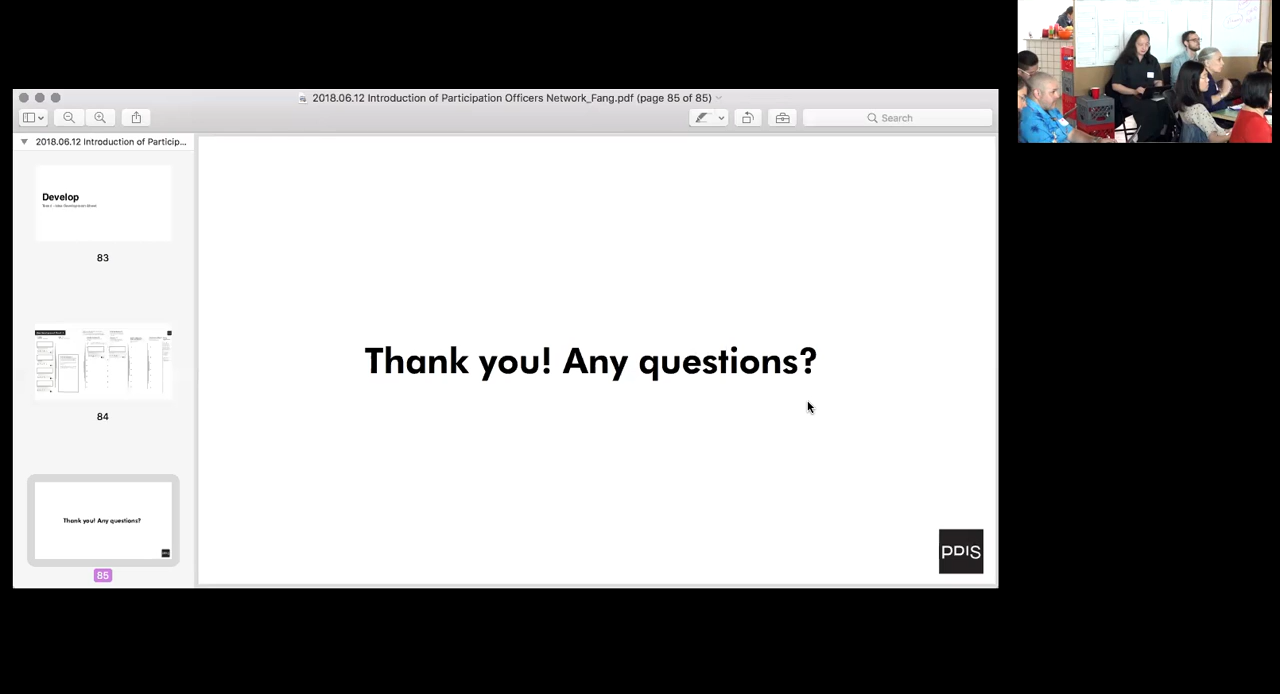 2018.06.12 Introduction of Participation Officers Network_Fang.pdf (page 85 of 85)
Search
2018.06.12 Introduction of Particip...
Develop
83
84
Thank you! Any questions?
PDIS
85
Thank you! Any questions?
PDIS